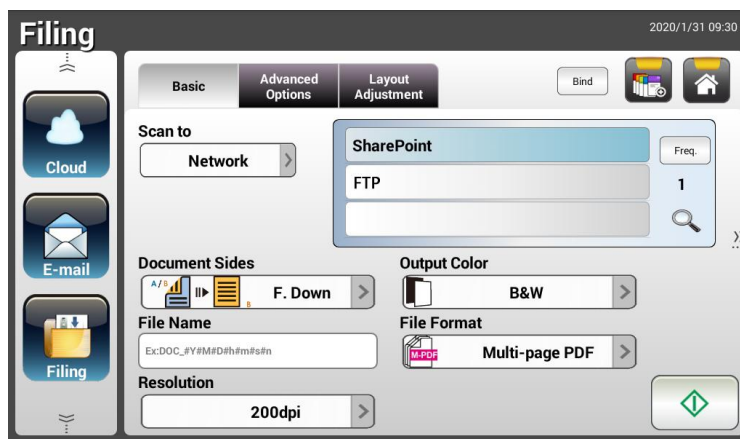 Filing
2020/1/31 09:30
Basic
Advanced
Options
Layout
Adjustment
Bind
Cloud
E-mail
Filing
Scan to
Network
SharePoint
FTP
Freq.
1
Document Sides
A/B
B
F. Down
Output Color
B&W
File Name
Ex:DOC_#Y#M#D#h#m#s#n
File Format
M-PDF
Multi-page PDF
Resolution
200dpi